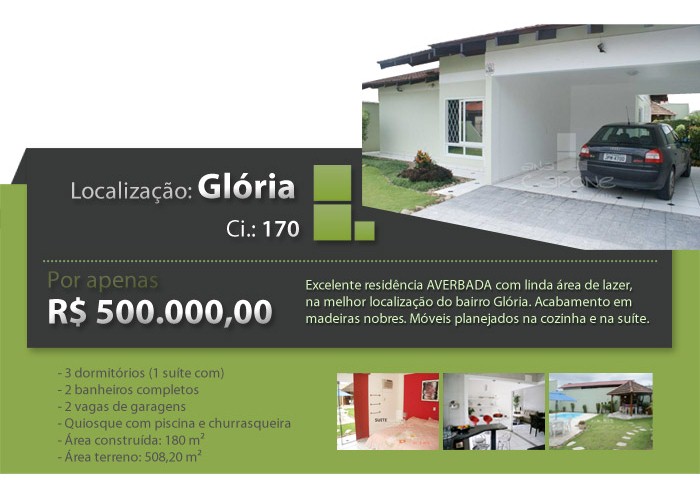 Localização: Glória
Ci.: 170
Por apenas
R$ 500.000,00
Excelente residência AVERBADA com linda área de lazer,
na melhor localização do bairro Glória. Acabamento em
madeiras nobres. Móveis planejados na cozinha e na suíte.
- 3 dormitórios (1 suíte com)
- 2 banheiros completos
- 2 vagas de garagens
- Quiosque com piscina e churrasqueira
- Área construída: 180 m²
- Área terreno: 508,20 m²
SUÍTE